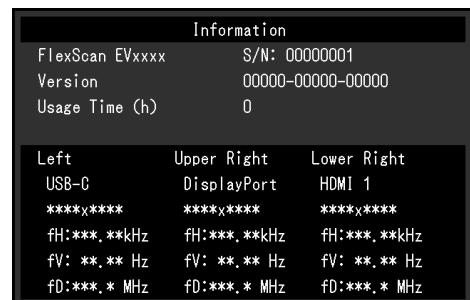 Information
FlexScan EVxxxx S/N: 00000001
Version 00000-00000-00000
Usage Time (h) 0
Left Upper Right Lower Right
USB-C DisplayPort HDMI 1
****x**** ****x**** ****x****
fH:***.**kHz fH:***.**kHz fH:***.**kHz
fV: **.** Hz fV: **.** Hz fV: **.** Hz
fD:***.* MHz fD:***.* MHz fD:***.* MHz